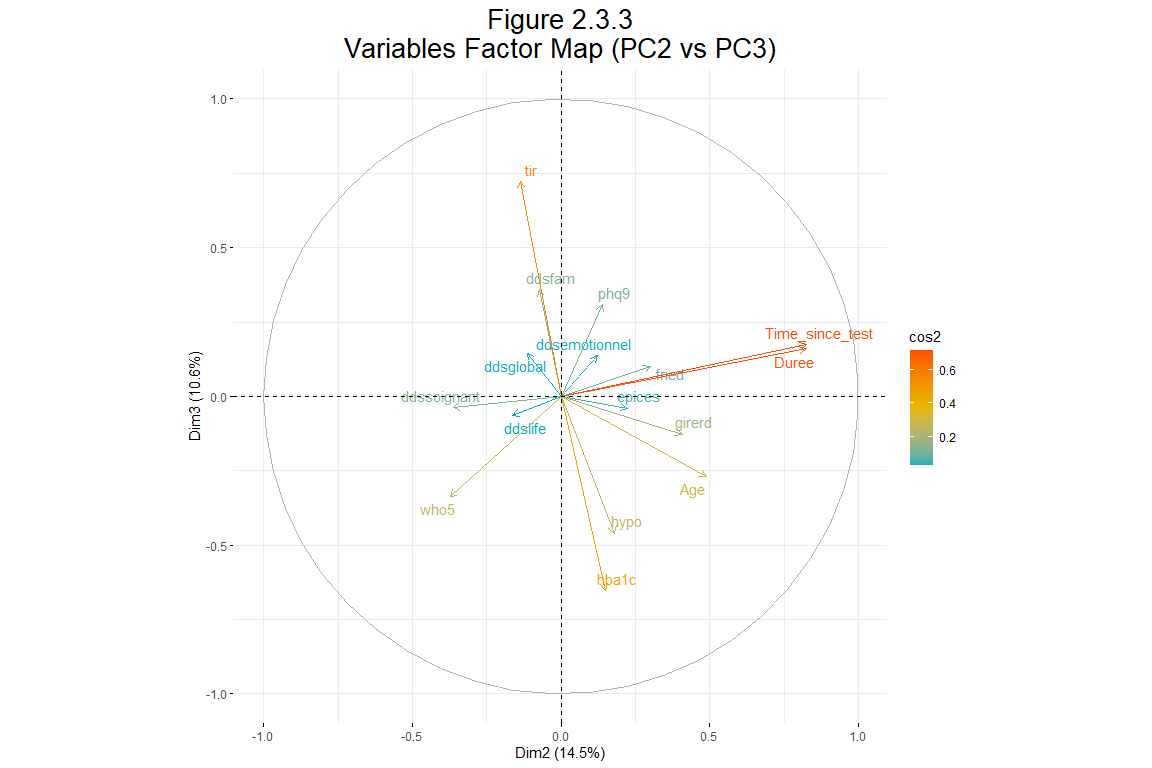 Figure 2.3.3
Variables Factor Map (PC2 vs PC3)
1.0
tir
0.5
ddsfam
phq9
Time_since_test
cos2
ddsemotionnel
Duree
ddsglobal
fried
0.6
ddssoignant
epices
0.0
0.4
girerd
ddslife
0.2
Dim3 (10.6%)
Age
who5
hypo
-0.5
hba1c
-1.0
-1.0
-0.5
0.0
0.5
1.0
Dim2 (14.5%)